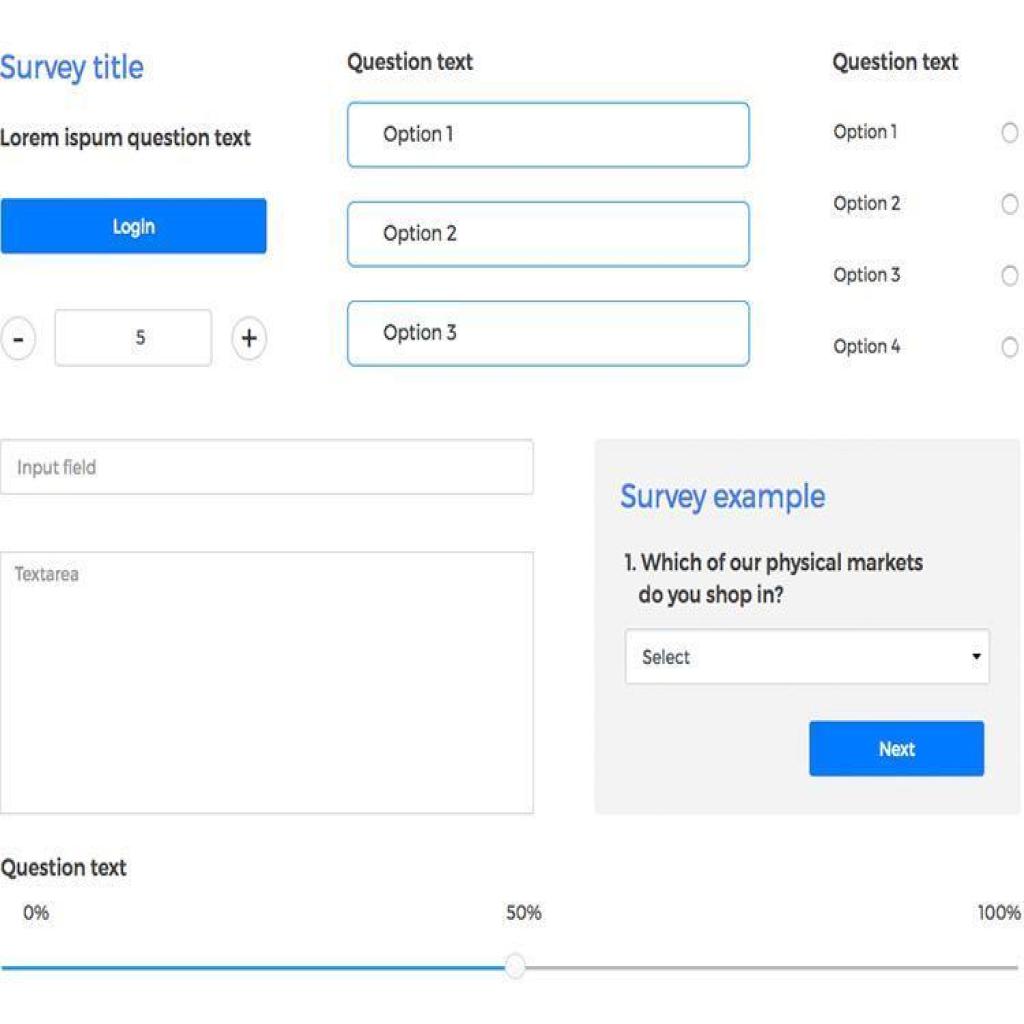 Survey title
Lorem ispum question text
LogIn
-
5
+
Question text
Option 1
Option 2
Option 3
Question text
Option 1
Option 2
Option 3
Option 4
Input field
Textarea
Survey example
1. Which of our physical markets
do you shop in?
Select
Next
Question text
0% 50% 100%